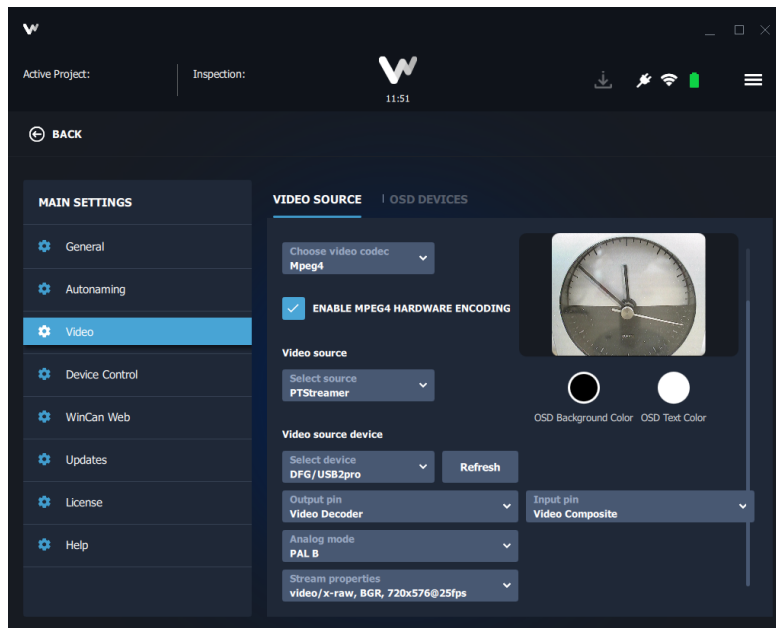 Active Project:
Inspection:
11:51
BACK
MAIN SETTINGS
General
Autonaming
Video
Device Control
WinCan Web
Updates
License
Help
VIDEO SOURCE
OSD DEVICES
Choose video codec
Mpeg4
ENABLE MPEG4 HARDWARE ENCODING
Video source
Select source
PTStreamer
OSD Background Color
OSD Text Color
Video source device
Select device
DFG/USB2pro
Refresh
Output pin
Video Decoder
Input pin
Video Composite
Analog mode
PAL B
Stream properties
video/x-raw, BGR, 720x576@25fps